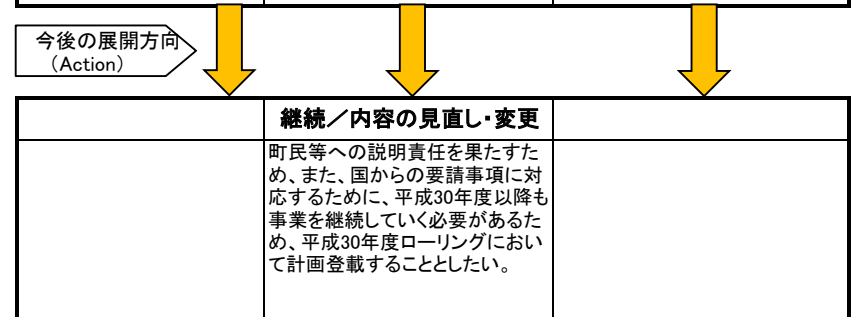 今後の展開方向
（Action）
継続／内容の見直し・変更
町民等への説明責任を果たすた
め、また、国からの要請事項に対
応するために、平成30年度以降も
事業を継続していく必要があるた
め、平成30年度ローリングにおい
て計画登載することとしたい。